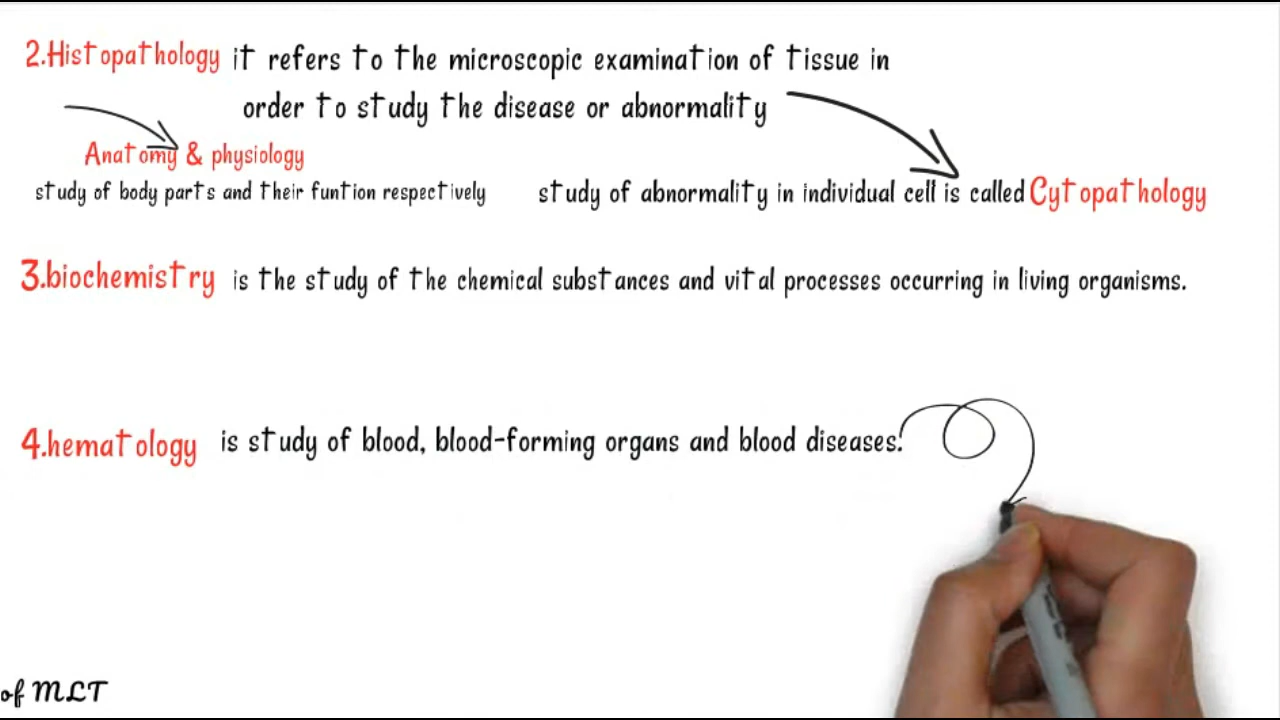 2.Histopathology it refers to the microscopic examination of tissue in
order to study the disease or abnormality
Anatomy & physiology
study of body parts and their funtion respectively
study of abnormality in individual cell is called Cytopathology
3.biochemistry is the study of the chemical substances and vital processes occurring in living organisms.
4.hematology is study of blood, blood-forming organs and blood diseases.
of MLT